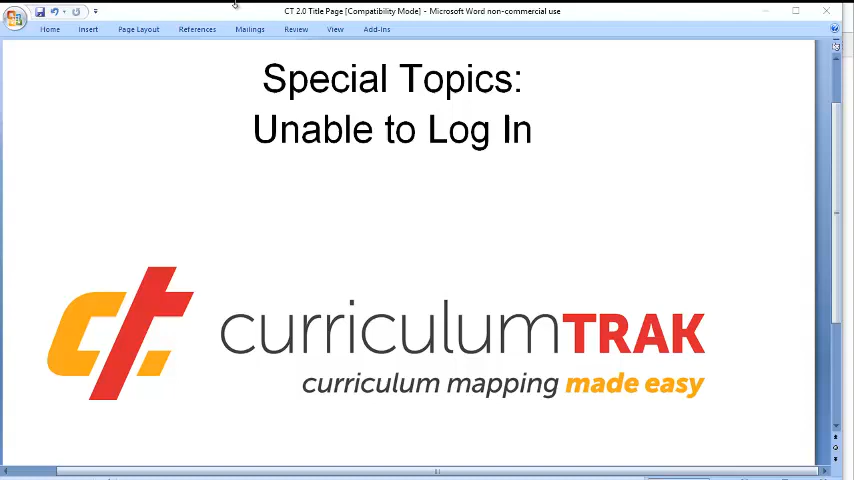 CT 2.0 Title Page [Compatibility Mode] - Microsoft Word non-commercial use
Home Insert Page Layout References Mailings Review View Add-Ins
Special Topics:
Unable to Log In
ct.
curriculumTRAK
curriculum mapping made easy